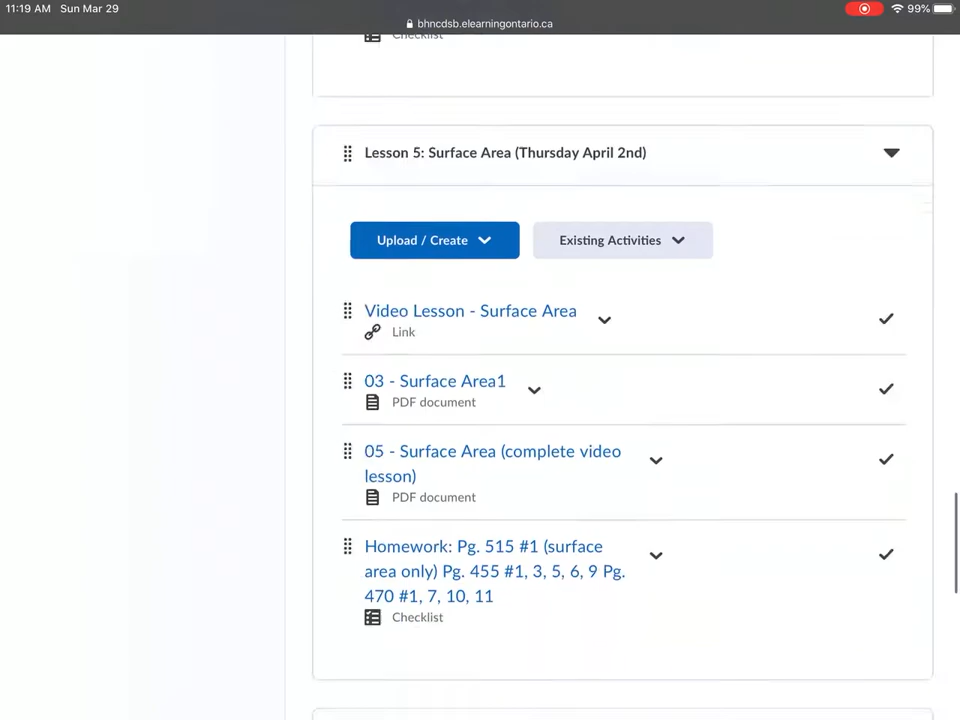 11:19 AM Sun Mar 29
99%
bhncdsb.elearningontario.ca
Checklist
Lesson 5: Surface Area (Thursday April 2nd)
Upload / Create
Existing Activities
Video Lesson - Surface Area
Link
03 - Surface Area1
PDF document
05 - Surface Area (complete video
lesson)
PDF document
Homework: Pg. 515 #1 (surface
area only) Pg. 455 #1, 3, 5, 6, 9 Pg.
470 #1, 7, 10, 11
Checklist